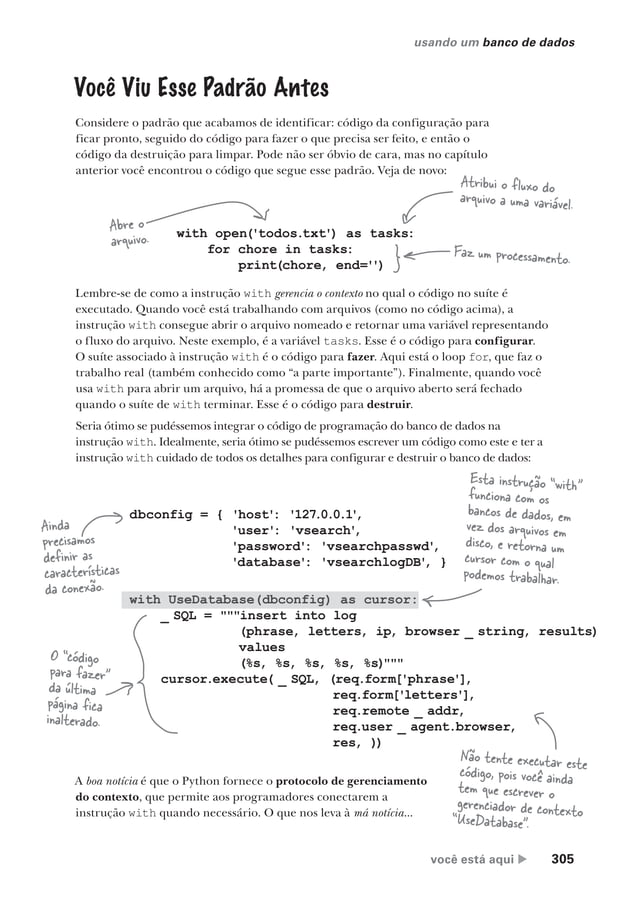 usando um banco de dados
Você Viu Esse Padrão Antes
Considere o padrão que acabamos de identificar: código da configuração para
ficar pronto, seguido do código para fazer o que precisa ser feito, e então o
código da destruição para limpar. Pode não ser óbvio de cara, mas no capítulo
anterior você encontrou o código que segue esse padrão. Veja de novo:
Atribui o fluxo do
arquivo a uma variável.
Abre o
arquivo.
with open('todos.txt') as tasks:
for chore in tasks:
print(chore, end='')
Faz um processamento.
Lembre-se de como a instrução with gerencia o contexto no qual o código no suíte é
executado. Quando você está trabalhando com arquivos (como no código acima), a
instrução with consegue abrir o arquivo nomeado e retornar uma variável representando
o fluxo do arquivo. Neste exemplo, é a variável tasks. Esse é o código para configurar.
O suíte associado à instrução with é o código para fazer. Aqui está o loop for, que faz o
trabalho real (também conhecido como “a parte importante”). Finalmente, quando você
usa with para abrir um arquivo, há a promessa de que o arquivo aberto será fechado
quando o suíte de with terminar. Esse é o código para destruir.
Seria ótimo se pudéssemos integrar o código de programação do banco de dados na
instrução with. Idealmente, seria ótimo se pudéssemos escrever um código como este e ter a
instrução with cuidado de todos os detalhes para configurar e destruir o banco de dados:
Esta instrução “with”
funciona com os
bancos de dados, em
vez dos arquivos em
disco, e retorna um
cursor com o qual
podemos trabalhar.
Ainda
precisamos
definir as
características
da conexão.
dbconfig = { 'host': '127.0.0.1',
'user': 'vsearch',
'password': 'vsearchpasswd',
'database': 'vsearchlogDB', }
with UseDatabase(dbconfig) as cursor:
_ SQL = """insert into log
(phrase, letters, ip, browser _ string, results)
values
(%s, %s, %s, %s, %s)"""
cursor.execute( _ SQL, (req.form['phrase'],
req.form['letters'],
req.remote _ addr,
req.user _ agent.browser,
res, ))
O “código
para fazer”
da última
página fica
inalterado.
Não tente executar este
código, pois você ainda
tem que escrever o
gerenciador de contexto
“UseDatabase”.
A boa notícia é que o Python fornece o protocolo de gerenciamento
do contexto, que permite aos programadores conectarem a
instrução with quando necessário. O que nos leva à má notícia...
você está aqui ▶ 305